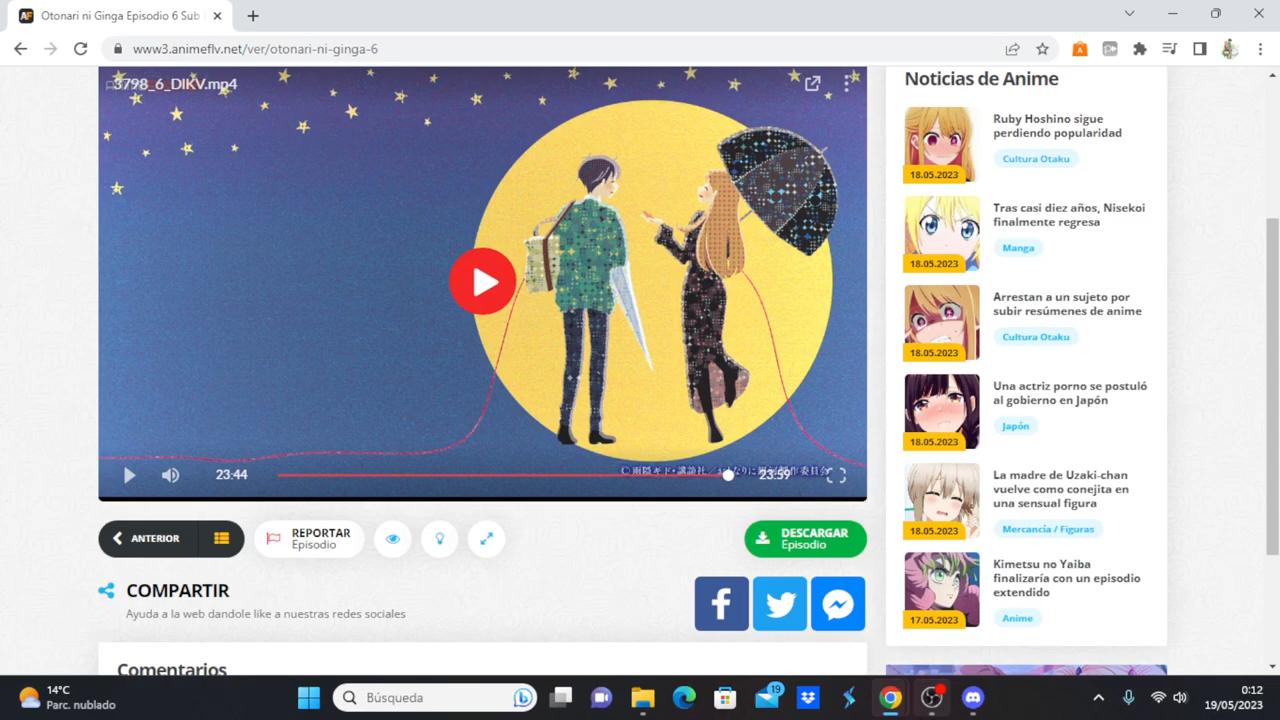 Otonari ni Ginga Episodio 6 Sub
www3.animeflv.net/ver/otonari-ni-ginga-6
3798_6_DIKV.mp4
23:44
23:59
ANTERIOR
REPORTAR
Episodio
DESCARGAR
Episodio
COMPARTIR
Ayuda a la web dandole like a nuestras redes sociales
Comentarios
Noticias de Anime
Ruby Hoshino sigue
perdiendo popularidad
Cultura Otaku
18.05.2023
Tras casi diez años, Nisekoi
finalmente regresa
Manga
18.05.2023
Arrestan a un sujeto por
subir resúmenes de anime
Cultura Otaku
18.05.2023
Una actriz porno se postuló
al gobierno en Japón
Japón
18.05.2023
La madre de Uzaki-chan
vuelve como conejita en
una sensual figura
Mercancía / Figuras
18.05.2023
Kimetsu no Yaiba
finalizaría con un episodio
extendido
Anime
17.05.2023
14°C
Parc. nublado
Búsqueda
19
0:12
19/05/2023